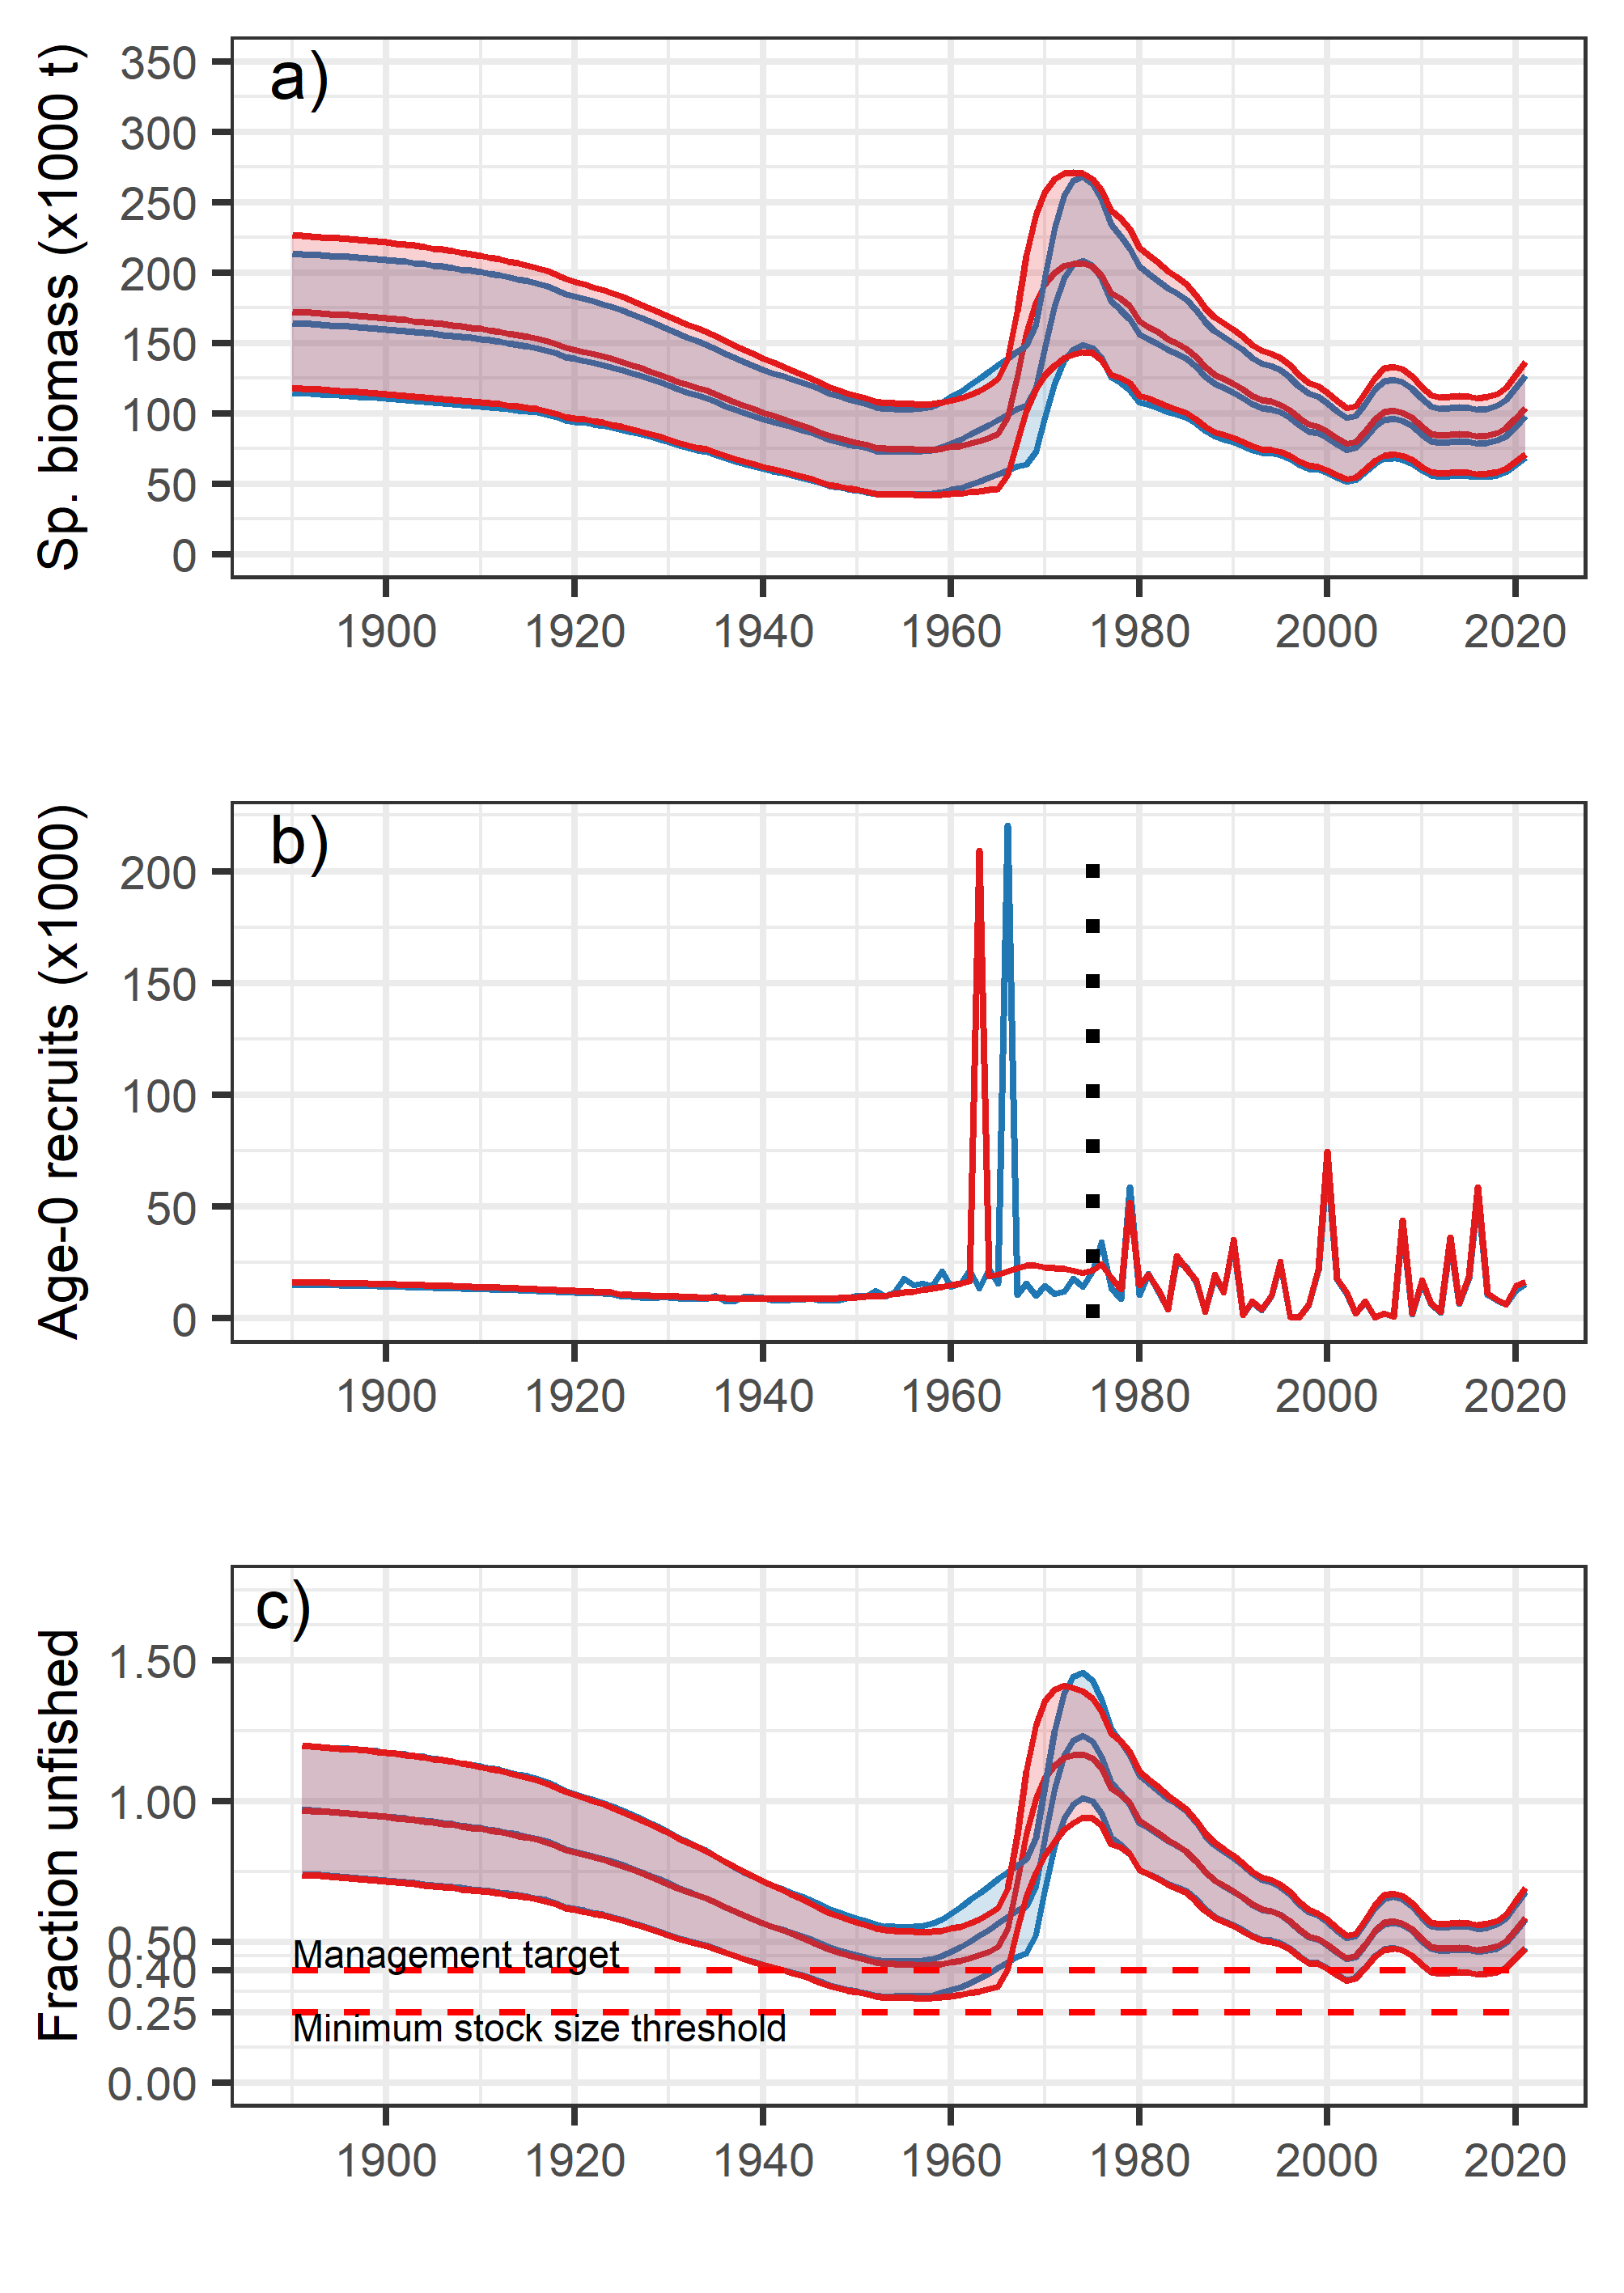 Sp. biomass (x1000 t)
a)
350
300
250
200
150
100
50
0
1900 1920 1940 1960 1980 2000 2020
Age-0 recruits (x1000)
b)
200
150
100
50
0
1900 1920 1940 1960 1980 2000 2020
Fraction unfished
c)
1.50
1.00
0.50
Management target
0.40
0.25
Minimum stock size threshold
0.00
1900 1920 1940 1960 1980 2000 2020